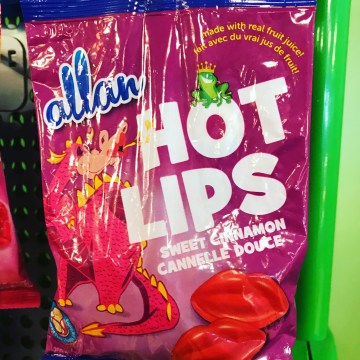 made with real fruit juice!
fait avec du vrai jus de fruit!
allan
HOT
LIPS
SWEET CINNAMON
CANNELLE DOUCE